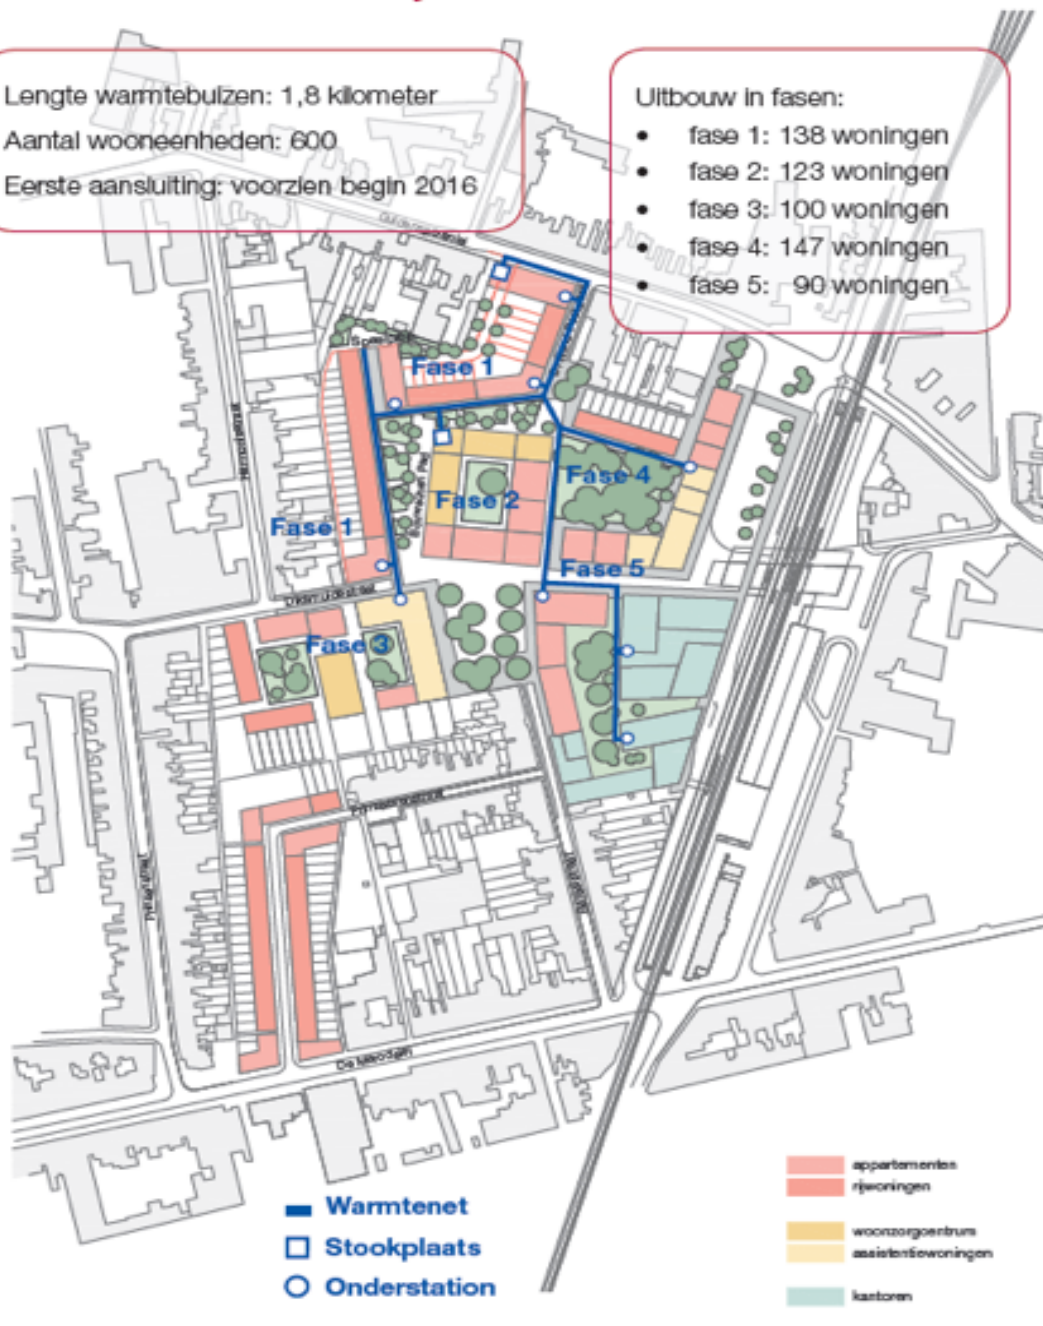 Lengte warmtebuizen: 1,8 kilometer
Aantal wooneenheden: 600
Eerste aansluiting: voorzien begin 2016
Uitbouw in fasen:
• fase 1: 138 woningen
• fase 2: 123 woningen
• fase 3: 100 woningen
• fase 4: 147 woningen
• fase 5: 90 woningen
Fase 1
Fase 4
Fase 2
Fase 1
Fase 5
Fase 3
Warmtenet
Stookplaats
Onderstation
appartementen
rijwoningen
woonzorgcentrum
assistentiewoningen
kantoren